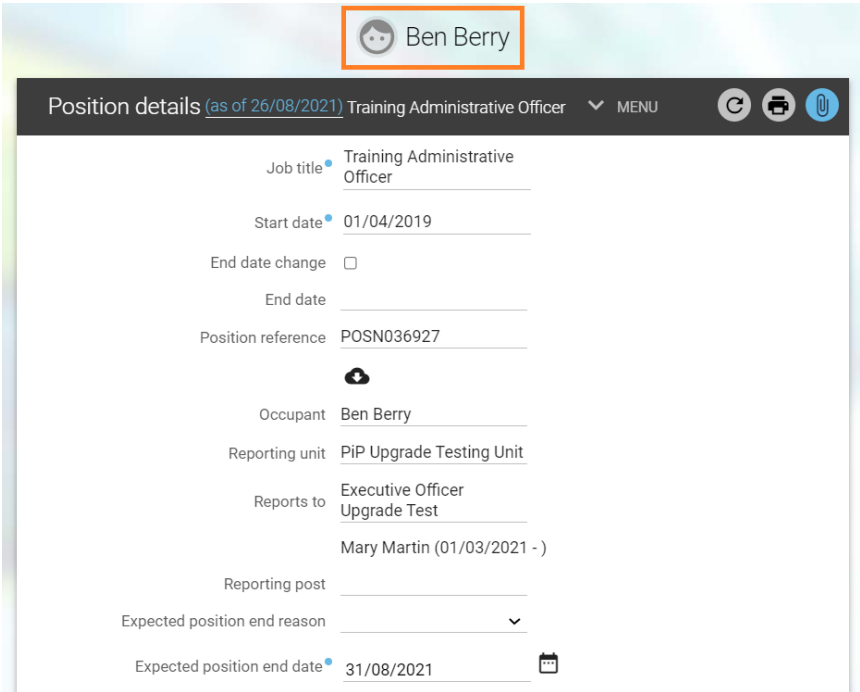 Ben Berry
Position details (as of 26/08/2021) Training Administrative Officer MENU
Job title Training Administrative
Officer
Start date 01/04/2019
End date change
End date
Position reference POSN036927
Occupant Ben Berry
Reporting unit PiP Upgrade Testing Unit
Reports to Executive Officer
Upgrade Test
Mary Martin (01/03/2021 - )
Reporting post
Expected position end reason
Expected position end date 31/08/2021